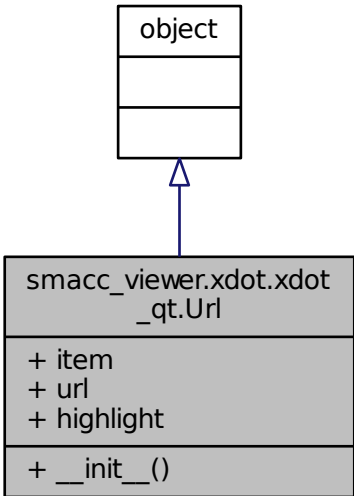 object
smacc_viewer.xdot.xdot
_qt.Url
+ item
+ url
+ highlight
+ __init__()